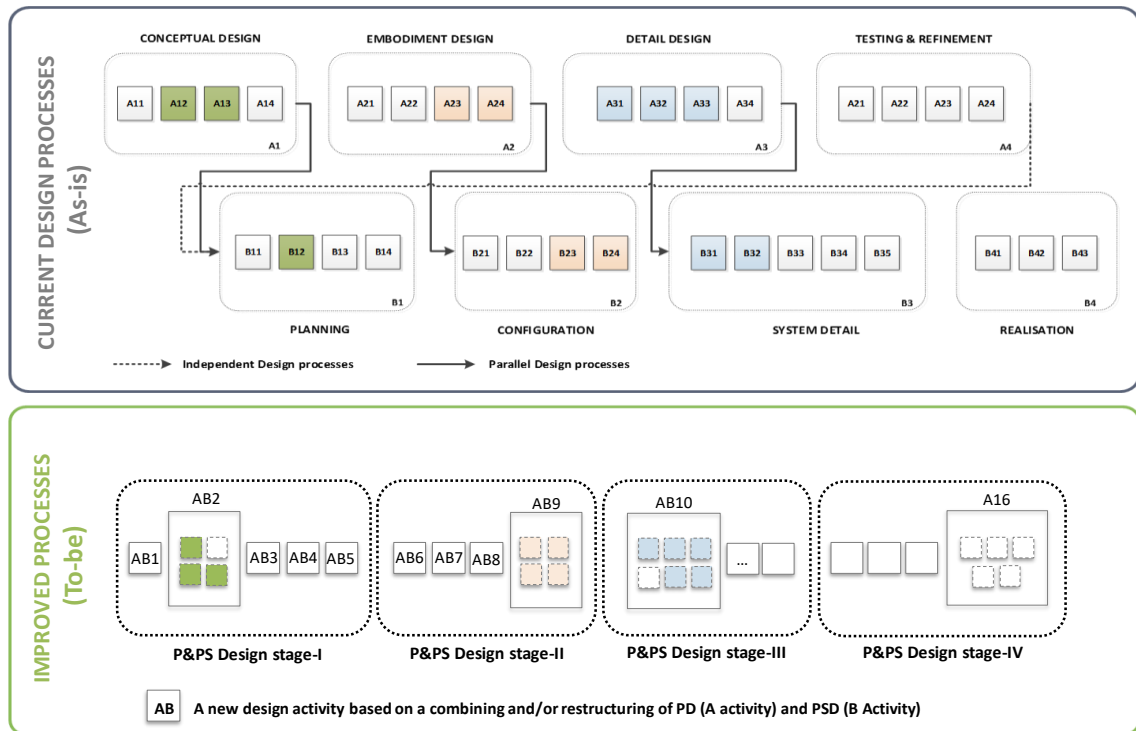 CURRENT DESIGN PROCESSES
(As-is)
CONCEPTUAL DESIGN
EMBODIMENT DESIGN
DETAIL DESIGN
TESTING & REFINEMENT
A11 A12 A13 A14
A1
A21 A22 A23 A24
A2
A31 A32 A33 A34
A3
A21 A22 A23 A24
A4
B11 B12 B13 B14
B1
B21 B22 B23 B24
B2
B31 B32 B33 B34 B35
B3
B41 B42 B43
B4
PLANNING
CONFIGURATION
SYSTEM DETAIL
REALISATION
Independent Design processes
Parallel Design processes
IMPROVED PROCESSES
(To-be)
AB2
AB1
AB3 AB4 AB5
AB9
AB6 AB7 AB8
AB10
...
A16
P&PS Design stage-I
P&PS Design stage-II
P&PS Design stage-III
P&PS Design stage-IV
AB
A new design activity based on a combining and/or restructuring of PD (A activity) and PSD (B Activity)